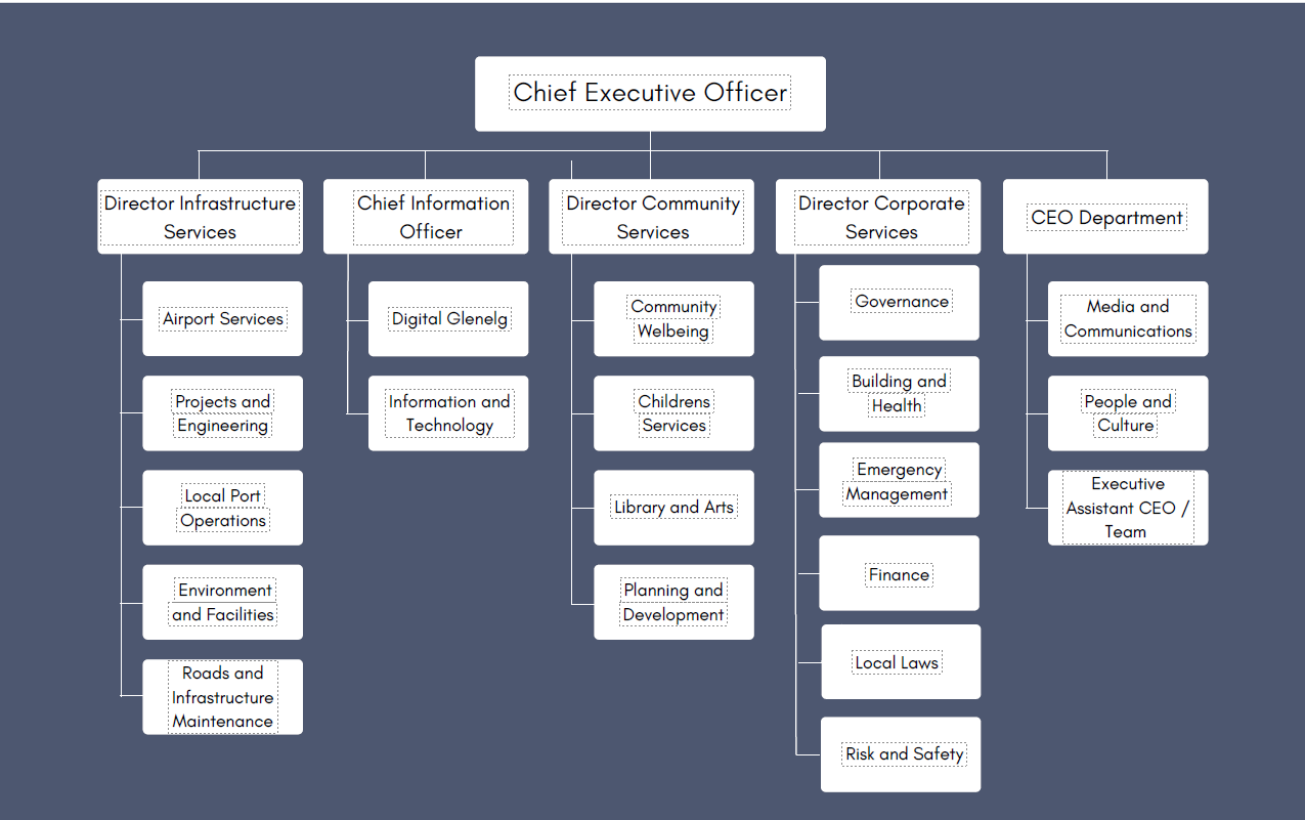 Chief Executive Officer
Director Infrastructure
Services
Chief Information
Officer
Director Community
Services
Director Corporate
Services
CEO Department
Airport Services
Projects and
Engineering
Local Port
Operations
Environment
and Facilities
Roads and
Infrastructure
Maintenance
Digital Glenelg
Information and
Technology
Community
Welbeing
Childrens
Services
Library and Arts
Planning and
Development
Governance
Building and
Health
Emergency
Management
Finance
Local Laws
Risk and Safety
Media and
Communications
People and
Culture
Executive
Assistant CEO /
Team